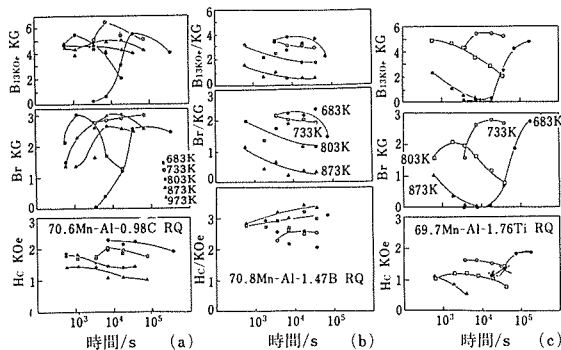 B13KOe KG
6
4
2
0
Br KG
3
2
1
0
683K
733K
803K
873K
973K
70.6Mn-Al-0.98C RQ
Hc KOe
3
2
1
10³ 10⁴ 10⁵
時間/s (a)
B13KOe/KG
6
4
2
0
Br/KG
3
2
1
0
683K
733K
803K
873K
Hc/KOe
3
2
70.8Mn-Al-1.47B RQ
10³ 10⁴ 10⁵
時間/s (b)
B13KOe KG
6
4
2
0
Br KG
3
2
1
0
683K
733K
803K
873K
69.7Mn-Al-1.76Ti RQ
Hc KOe
3
2
1
0
10³ 10⁴ 10⁵
時間/s (c)